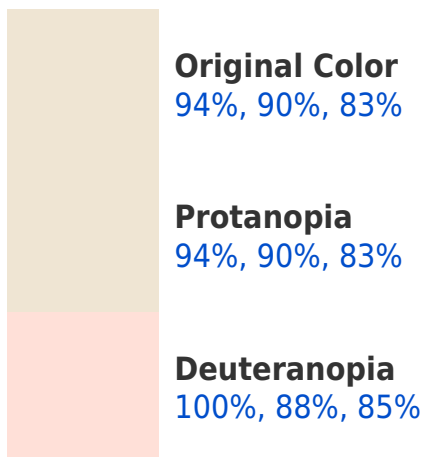 Original Color
94%, 90%, 83%
Protanopia
94%, 90%, 83%
Deuteranopia
100%, 88%, 85%